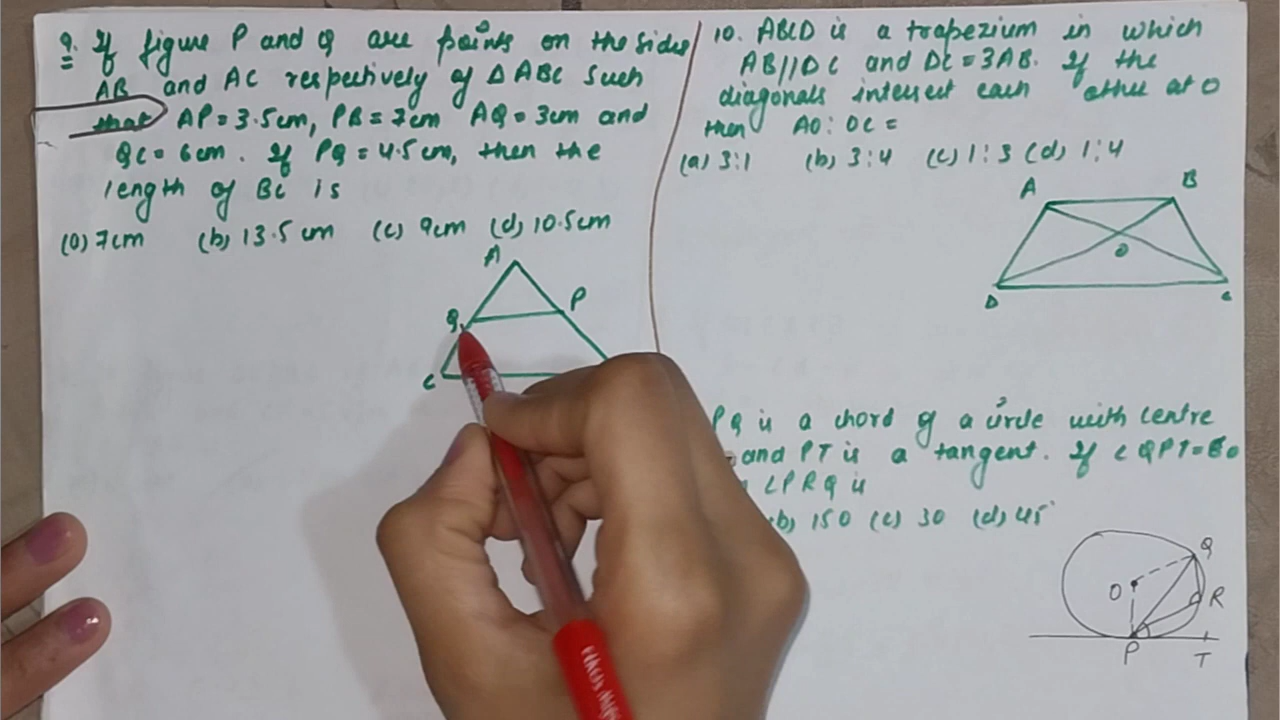 9. If figure P and Q are points on the sides
AB and AC respectively of ΔABC such
that AP=3.5cm, PB=7cm AQ=3cm and
QC=6cm. If PQ=4.5cm, then the
length of BC is
(a) 7cm (b) 13.5 cm (c) 9cm (d) 10.5cm
A
P
Q
C
10. ABCD is a trapezium in which
AB//DC and DC=3AB. If the
diagonals intersect each other at O
then AO:OC=
(a) 3:1 (b) 3:4 (c) 1:3 (d) 1:4
A B
O
D C
PQ is a chord of a circle with centre
and PT is a tangent. If ∠QPT=60
∠PRQ is
b) 150 (c) 30 (d) 45
Q
O R
P T